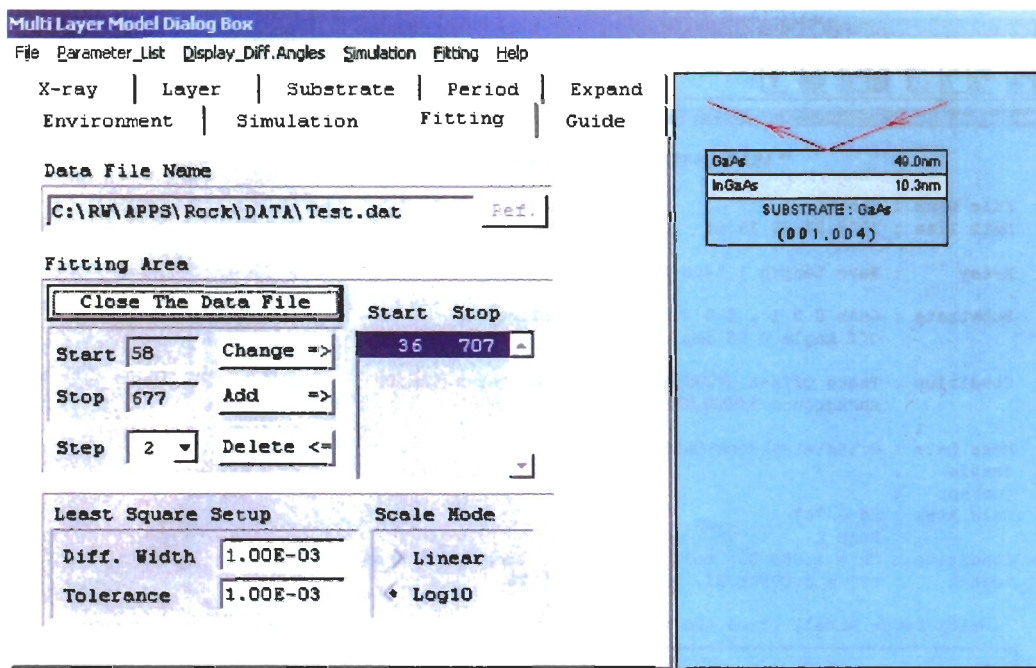 Multi Layer Model Dialog Box
File Parameter_List Display_Diff.Angles Simulation Fitting Help
X-ray Layer Substrate Period Expand
Environment Simulation Fitting Guide
Data File Name
C:\RW\APPS\Rock\DATA\Test.dat Ref.
Fitting Area
Close The Data File
Start Stop
36 707
Start 58 Change =>
Stop 677 Add =>
Step 2 Delete <=
Least Square Setup
Diff. Width 1.00E-03
Tolerance 1.00E-03
Scale Mode
Linear
Log10
GaAs 49.0nm
InGaAs 10.3nm
SUBSTRATE : GaAs
(001,004)